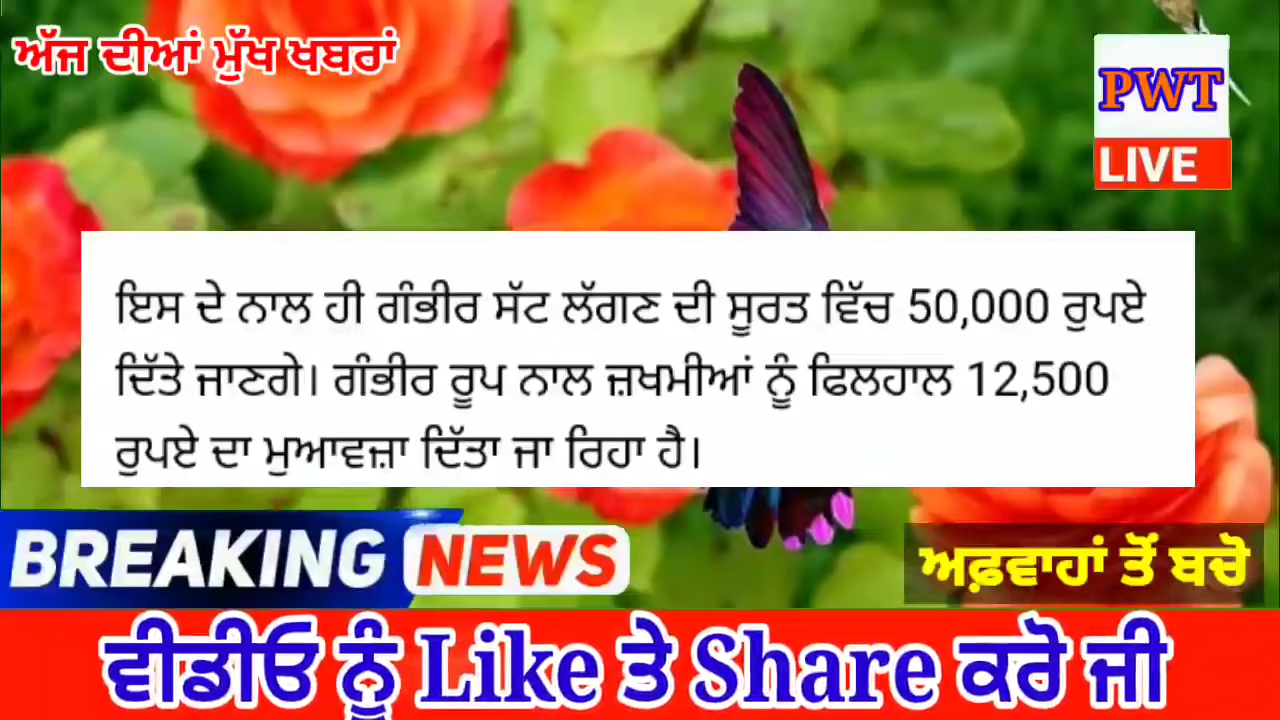 ਅੱਜ ਦੀਆਂ ਮੁੱਖ ਖਬਰਾਂ
PWT
LIVE
ਇਸ ਦੇ ਨਾਲ ਹੀ ਗੰਭੀਰ ਸੱਟ ਲੱਗਣ ਦੀ ਸੂਰਤ ਵਿੱਚ 50,000 ਰੁਪਏ
ਦਿੱਤੇ ਜਾਣਗੇ। ਗੰਭੀਰ ਰੂਪ ਨਾਲ ਜ਼ਖਮੀਆਂ ਨੂੰ ਫਿਲਹਾਲ 12,500
ਰੁਪਏ ਦਾ ਮੁਆਵਜ਼ਾ ਦਿੱਤਾ ਜਾ ਰਿਹਾ ਹੈ।
BREAKING NEWS
ਅਫ਼ਵਾਹਾਂ ਤੋਂ ਬਚੋ
ਵੀਡੀਓ ਨੂੰ Like ਤੇ Share ਕਰੋ ਜੀ